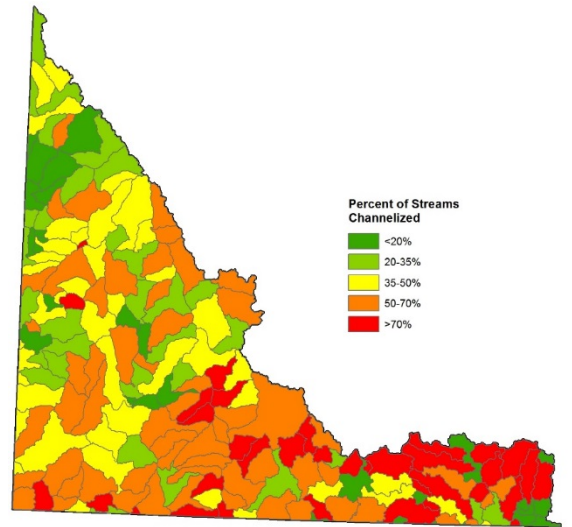 Percent of Streams
Channelized
<20%
20-35%
35-50%
50-70%
>70%